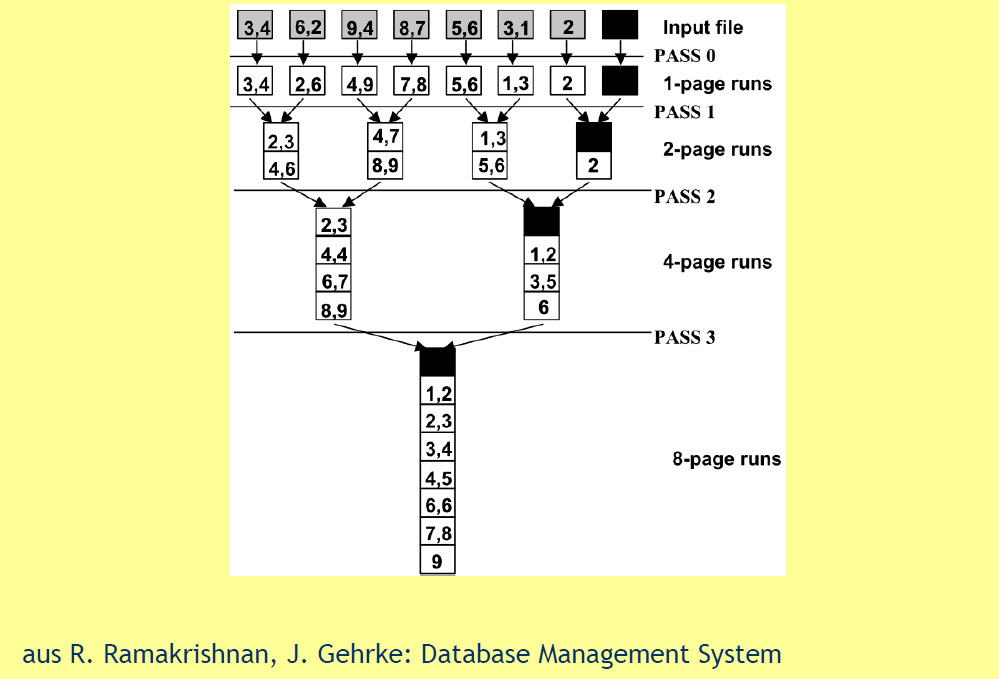 3,4 6,2 9,4 8,7 5,6 3,1 2 Input file
PASS 0
3,4 2,6 4,9 7,8 5,6 1,3 2 1-page runs
PASS 1
2,3 4,7 1,3 2-page runs
4,6 8,9 5,6 2
PASS 2
2,3
4,4 1,2 4-page runs
6,7 3,5
8,9 6
PASS 3
1,2
2,3
3,4
4,5 8-page runs
6,6
7,8
9
aus R. Ramakrishnan, J. Gehrke: Database Management System